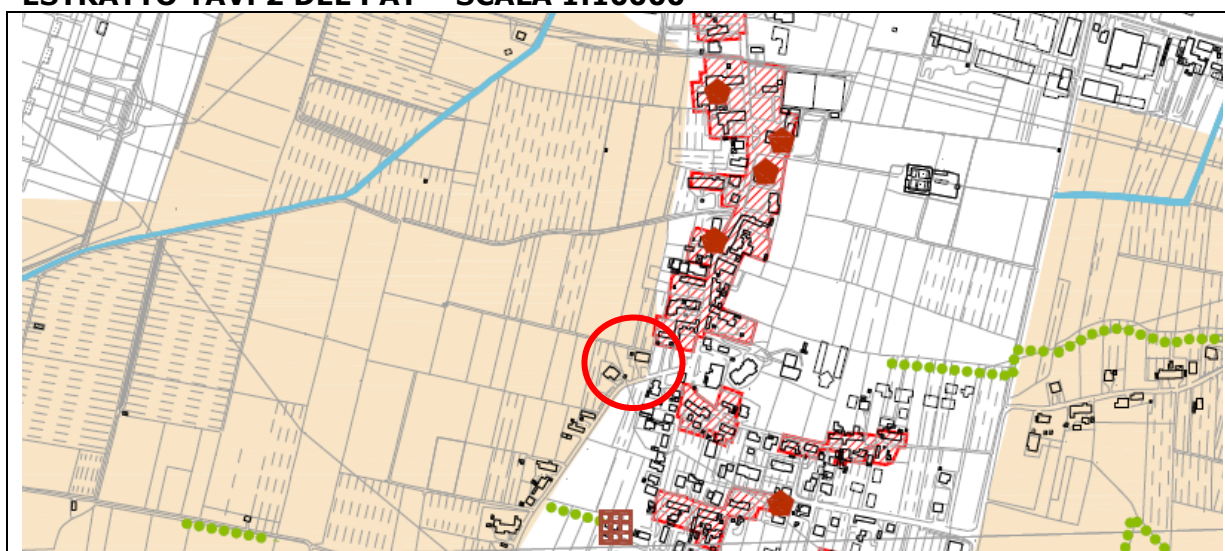 ESTRATTO TAV. 2 DEL PAT – SCALA 1:10000